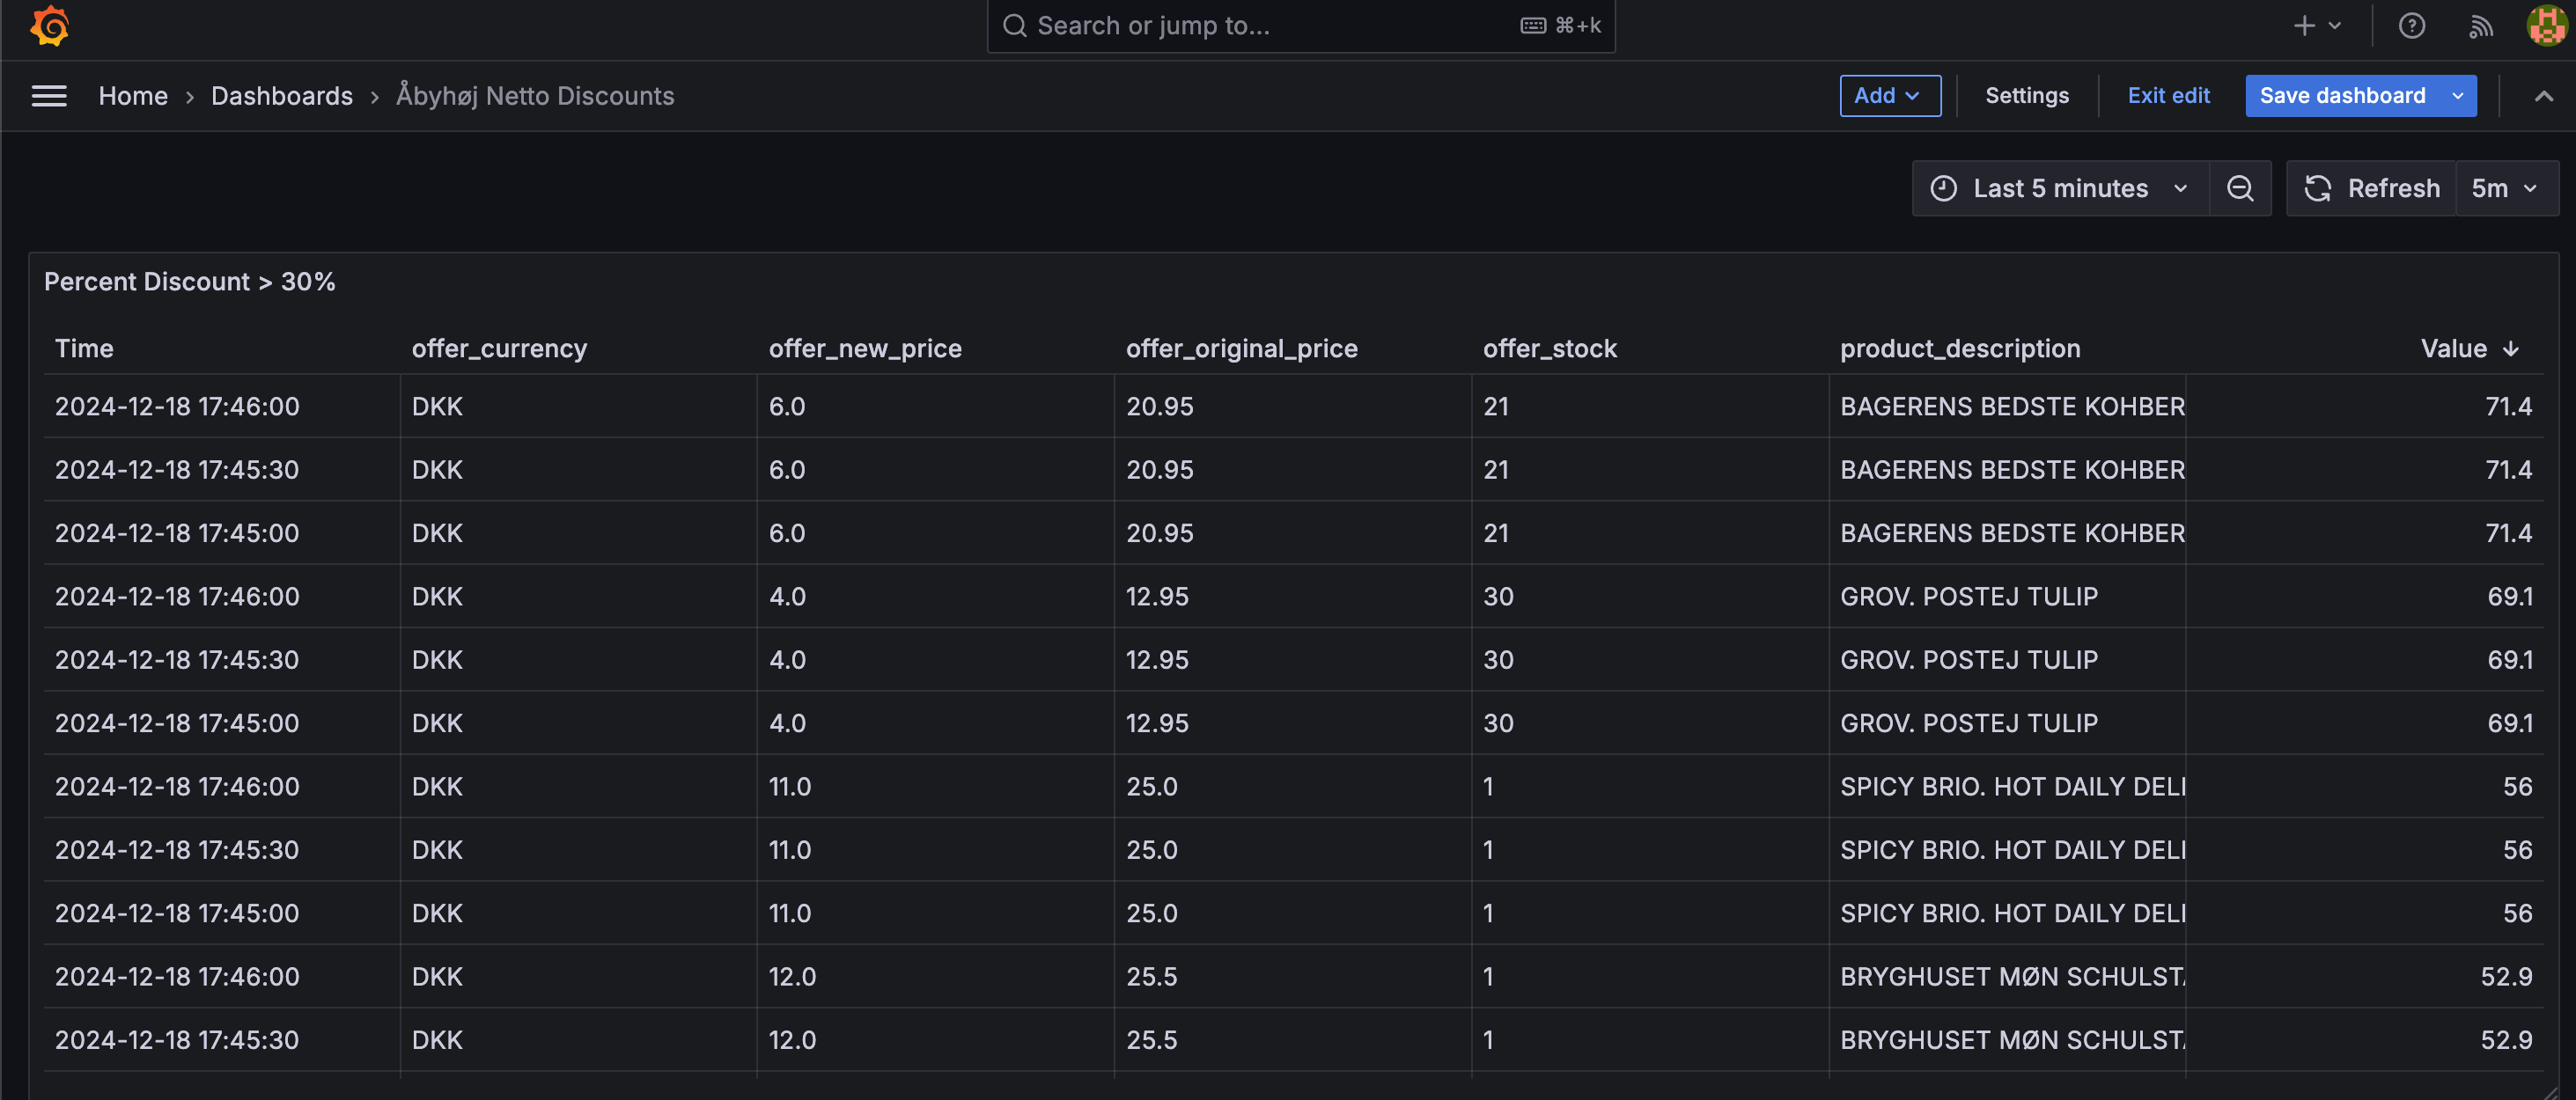 Search or jump to... ⌘+k
Home › Dashboards › Åbyhøj Netto Discounts Add Settings Exit edit Save dashboard
Last 5 minutes Refresh 5m
Percent Discount > 30%
Time offer_currency offer_new_price offer_original_price offer_stock product_description Value ↓
2024-12-18 17:46:00 DKK 6.0 20.95 21 BAGERENS BEDSTE KOHBER 71.4
2024-12-18 17:45:30 DKK 6.0 20.95 21 BAGERENS BEDSTE KOHBER 71.4
2024-12-18 17:45:00 DKK 6.0 20.95 21 BAGERENS BEDSTE KOHBER 71.4
2024-12-18 17:46:00 DKK 4.0 12.95 30 GROV. POSTEJ TULIP 69.1
2024-12-18 17:45:30 DKK 4.0 12.95 30 GROV. POSTEJ TULIP 69.1
2024-12-18 17:45:00 DKK 4.0 12.95 30 GROV. POSTEJ TULIP 69.1
2024-12-18 17:46:00 DKK 11.0 25.0 1 SPICY BRIO. HOT DAILY DELI 56
2024-12-18 17:45:30 DKK 11.0 25.0 1 SPICY BRIO. HOT DAILY DELI 56
2024-12-18 17:45:00 DKK 11.0 25.0 1 SPICY BRIO. HOT DAILY DELI 56
2024-12-18 17:46:00 DKK 12.0 25.5 1 BRYGHUSET MØN SCHULST 52.9
2024-12-18 17:45:30 DKK 12.0 25.5 1 BRYGHUSET MØN SCHULST 52.9